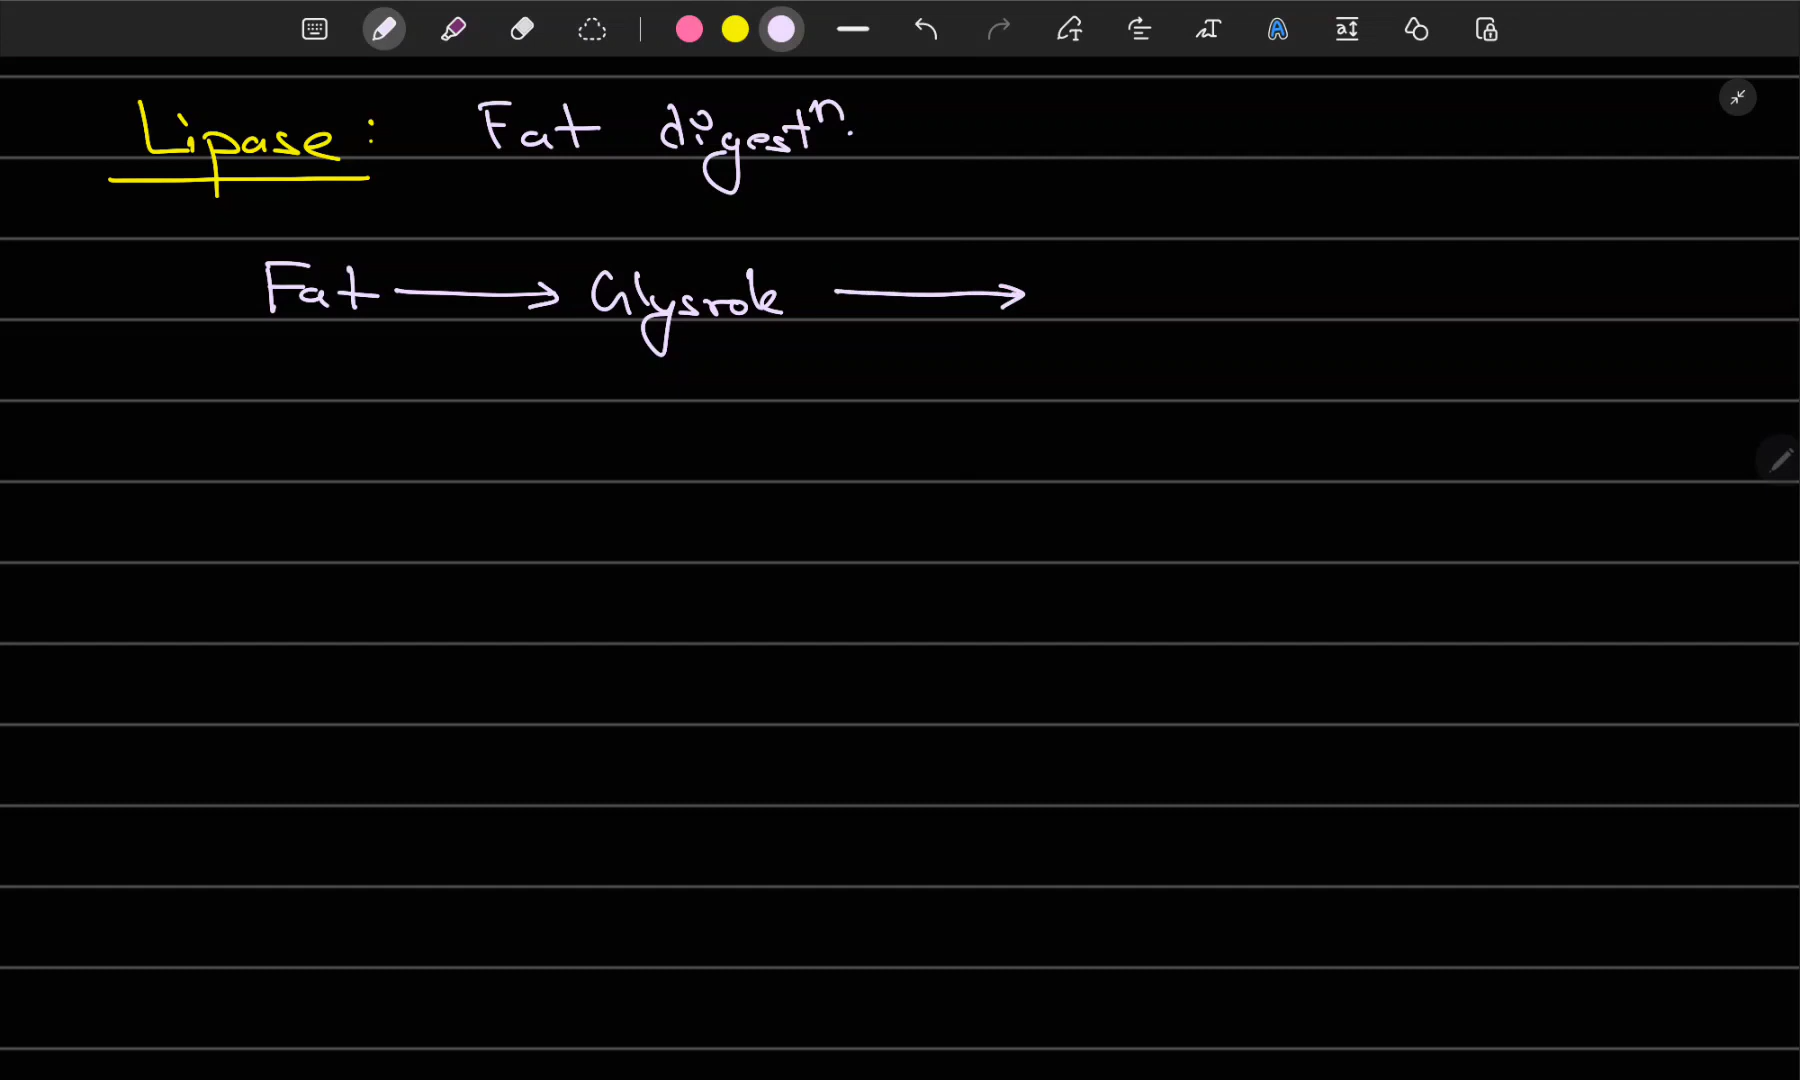 Lipase: Fat digestⁿ.
Fat → Glysrole →